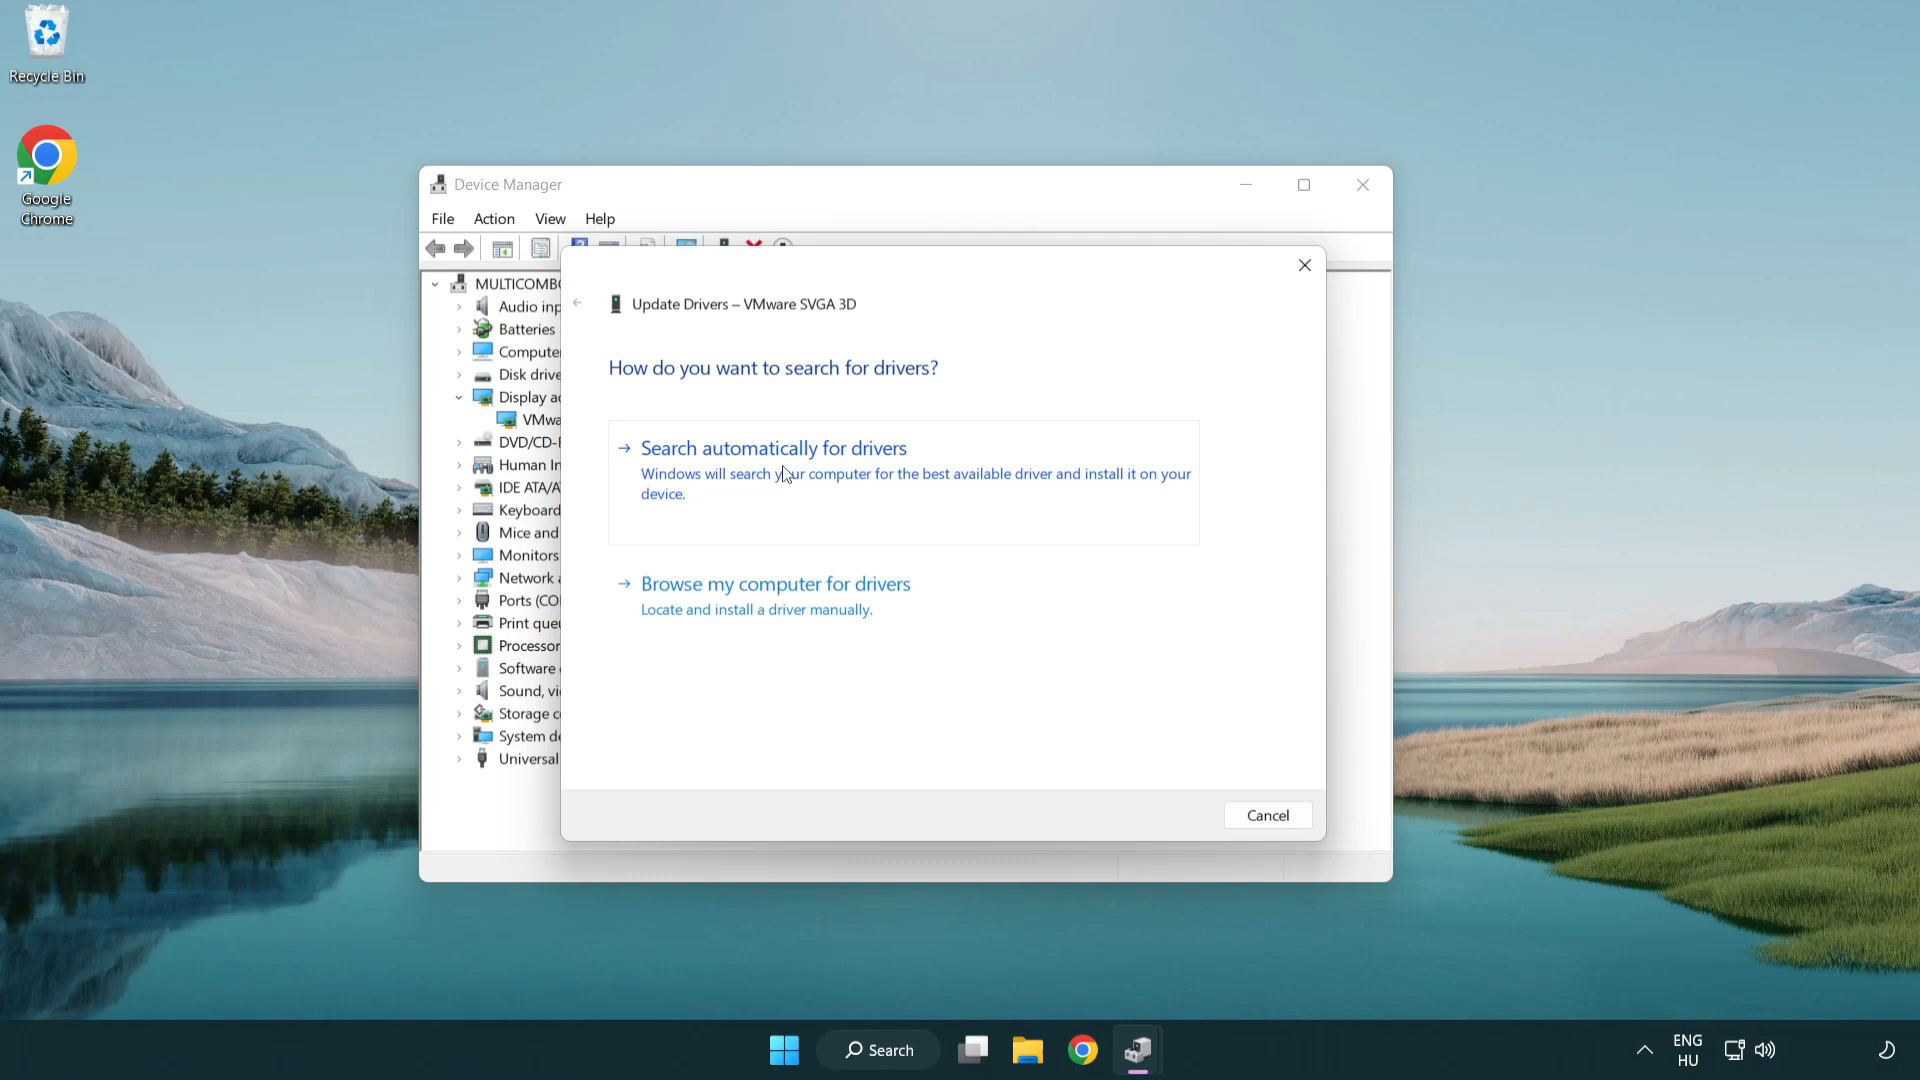 Recycle Bin
Google
Chrome
Device Manager
File Action View Help
MULTICOMBO
Audio inp
Batteries
Compute
Disk drive
Display a
VMwa
DVD/CD-
Human In
IDE ATA/A
Keyboard
Mice and
Monitors
Network
Ports (CO
Print que
Processor
Software
Sound, vi
Storage c
System de
Universal
Update Drivers – VMware SVGA 3D
How do you want to search for drivers?
Search automatically for drivers
Windows will search your computer for the best available driver and install it on your
device.
Browse my computer for drivers
Locate and install a driver manually.
Cancel
Search
ENG
HU